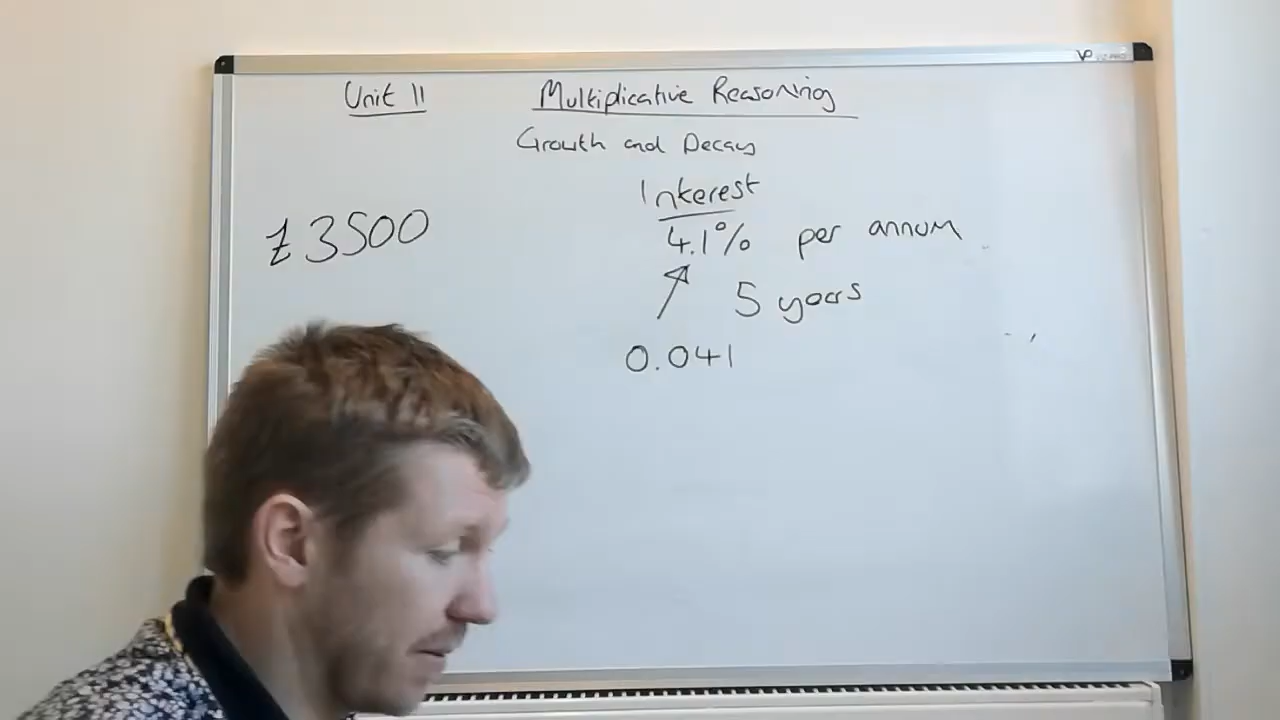 Unit 11
Multiplicative Reasoning
Growth and Decay
Interest
£3500
4.1% per annum
5 years
0.041